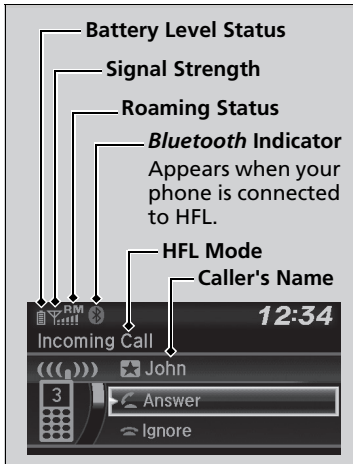 Battery Level Status
Signal Strength
Roaming Status
Bluetooth Indicator
Appears when your
phone is connected
to HFL.
HFL Mode
Caller's Name
RM
12:34
Incoming Call
John
3
Answer
Ignore